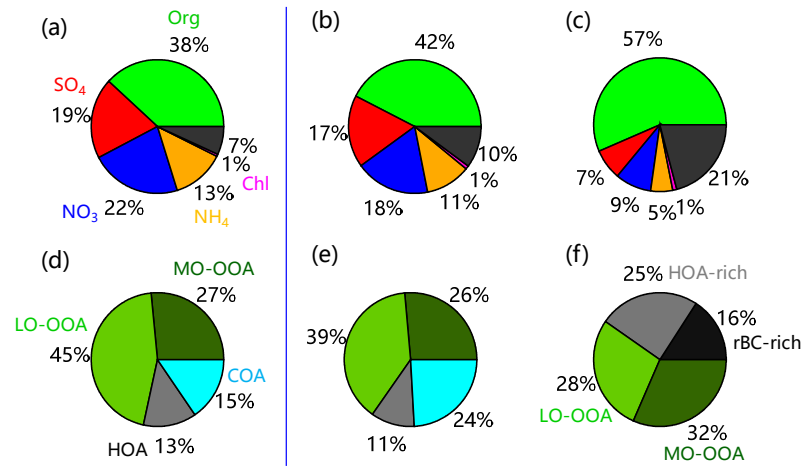 (a)
Org
38%
SO₄
19%
7%
1%
Chl
13%
NH₄
NO₃ 22%
(b)
42%
17%
10%
1%
11%
18%
(c)
57%
7%
9%
5%
1%
21%
(d)
MO-OOA
27%
LO-OOA
45%
COA
15%
HOA 13%
(e)
26%
39%
24%
11%
(f)
25% HOA-rich
16%
rBC-rich
28%
LO-OOA
32%
MO-OOA